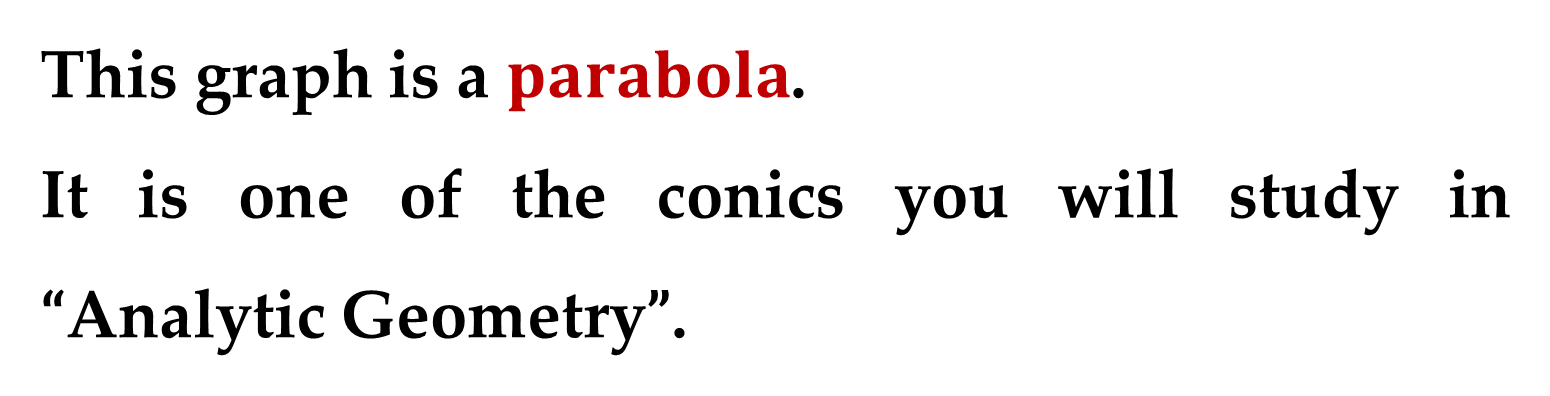 This graph is a parabola.
It is one of the conics you will study in
“Analytic Geometry”.